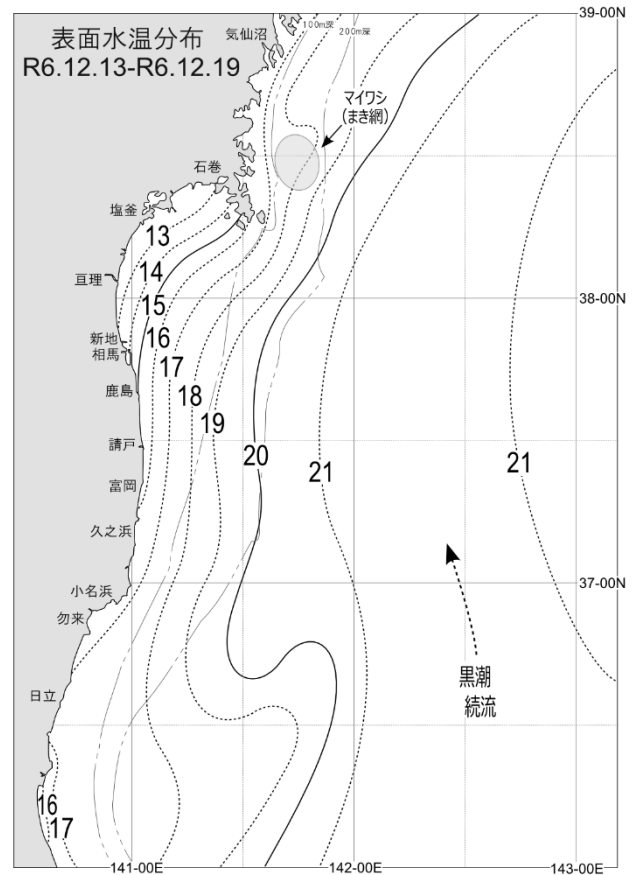 表面水温分布
R6.12.13-R6.12.19
気仙沼
100m深
200m深
39-00N
マイワシ
(まき網)
石巻
塩釜
13
亘理
14
38-00N
15
新地
16
相馬
17
鹿島
18
19
請戸
20
21
21
富岡
久之浜
小名浜
37-00N
勿来
黒潮
続流
日立
16
17
141-00E
142-00E
143-00E